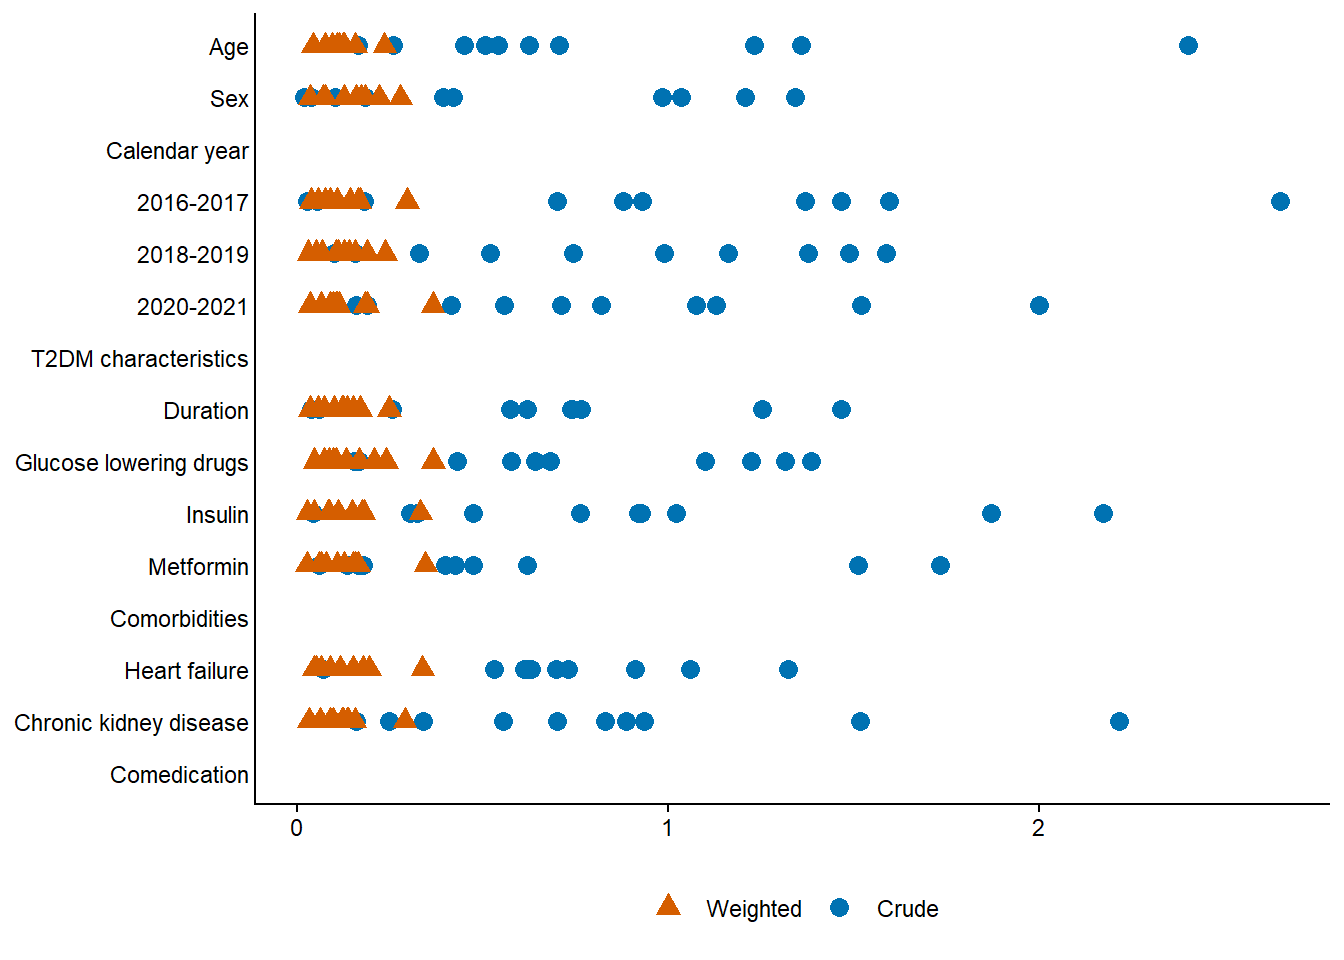 Age
Sex
Calendar year
2016-2017
2018-2019
2020-2021
T2DM characteristics
Duration
Glucose lowering drugs
Insulin
Metformin
Comorbidities
Heart failure
Chronic kidney disease
Comedication
0 1 2
Weighted Crude